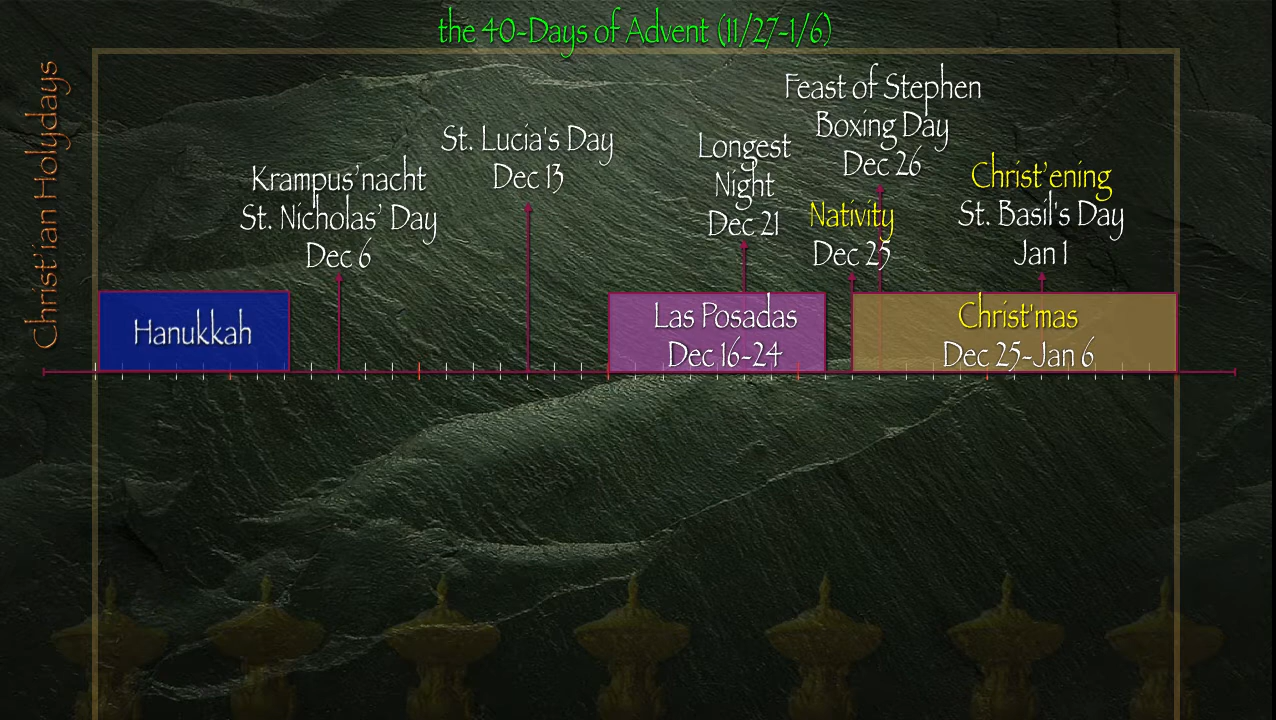 the 40-Days of Advent (11/27-1/6)
Christ'ian Holydays
Hanukkah
Krampus'nacht
St. Nicholas' Day
Dec 6
St. Lucia's Day
Dec 13
Las Posadas
Dec 16-24
Longest
Night
Dec 21
Nativity
Dec 25
Feast of Stephen
Boxing Day
Dec 26
Christ'ening
St. Basil's Day
Jan 1
Christ'mas
Dec 25-Jan 6